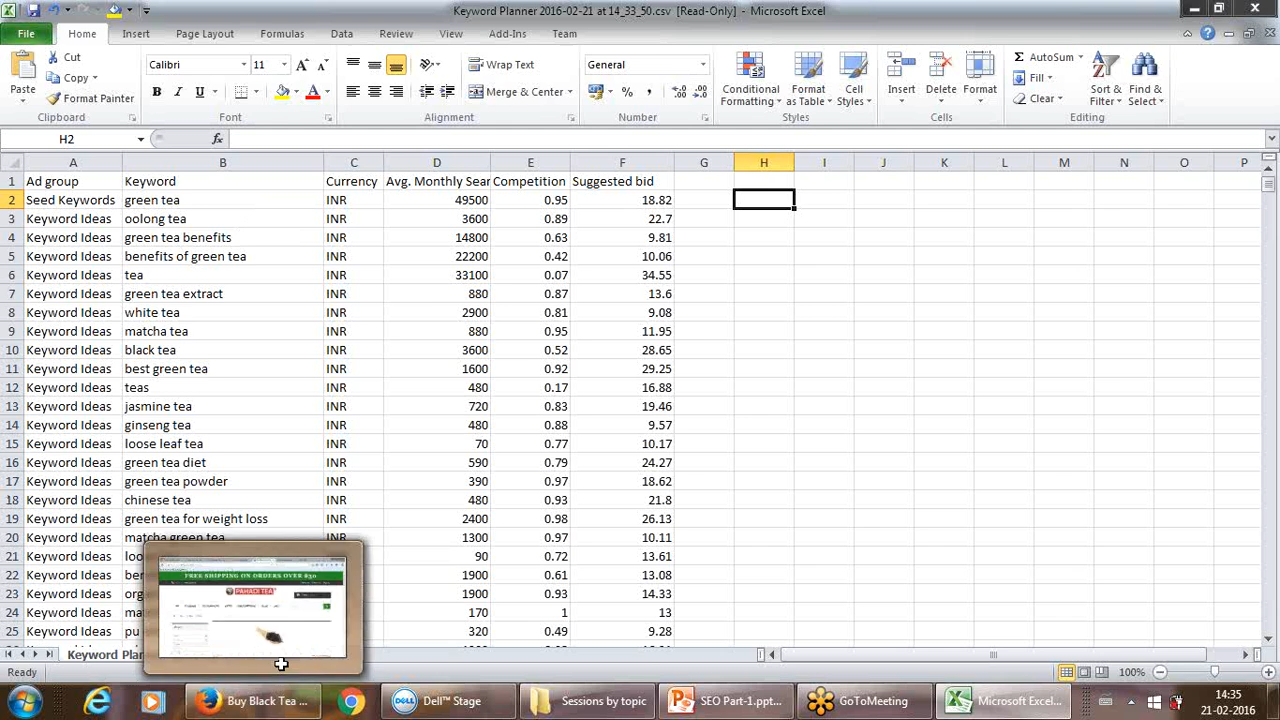 Keyword Planner 2016-02-21 at 14_33_50.csv [Read-Only] - Microsoft Excel
File Home Insert Page Layout Formulas Data Review View Add-Ins Team
Cut
Copy
Format Painter
Paste
Clipboard
Calibri 11
B I U
Font
Wrap Text
Merge & Center
Alignment
General
%
Number
Conditional Formatting
Format as Table
Cell Styles
Styles
Insert
Delete
Format
Cells
Σ AutoSum
Fill
Clear
Sort & Filter
Find & Select
Editing
H2 fx
A B C D E F G H I J K L M N O P
1 Ad group Keyword Currency Avg. Monthly Sear Competition Suggested bid
2 Seed Keywords green tea INR 49500 0.95 18.82
3 Keyword Ideas oolong tea INR 3600 0.89 22.7
4 Keyword Ideas green tea benefits INR 14800 0.63 9.81
5 Keyword Ideas benefits of green tea INR 22200 0.42 10.06
6 Keyword Ideas tea INR 33100 0.07 34.55
7 Keyword Ideas green tea extract INR 880 0.87 13.6
8 Keyword Ideas white tea INR 2900 0.81 9.08
9 Keyword Ideas matcha tea INR 880 0.95 11.95
10 Keyword Ideas black tea INR 3600 0.52 28.65
11 Keyword Ideas best green tea INR 1600 0.92 29.25
12 Keyword Ideas teas INR 480 0.17 16.88
13 Keyword Ideas jasmine tea INR 720 0.83 19.46
14 Keyword Ideas ginseng tea INR 480 0.88 9.57
15 Keyword Ideas loose leaf tea INR 70 0.77 10.17
16 Keyword Ideas green tea diet INR 590 0.79 24.27
17 Keyword Ideas green tea powder INR 390 0.97 18.62
18 Keyword Ideas chinese tea INR 480 0.93 21.8
19 Keyword Ideas green tea for weight loss INR 2400 0.98 26.13
20 Keyword Ideas matcha green tea INR 1300 0.97 10.11
21 Keyword Ideas loo 90 0.72 13.61
22 Keyword Ideas ben 1900 0.61 13.08
23 Keyword Ideas org 1900 0.93 14.33
24 Keyword Ideas ma 170 1 13
25 Keyword Ideas pu 320 0.49 9.28
FREE SHIPPING ON ORDERS OVER $30
PAHADI TEA
Keyword Plan
Ready 100%
Buy Black Tea ... Dell™ Stage Sessions by topic SEO Part-1.ppt... GoToMeeting Microsoft Excel ... EN 14:35
21-02-2016